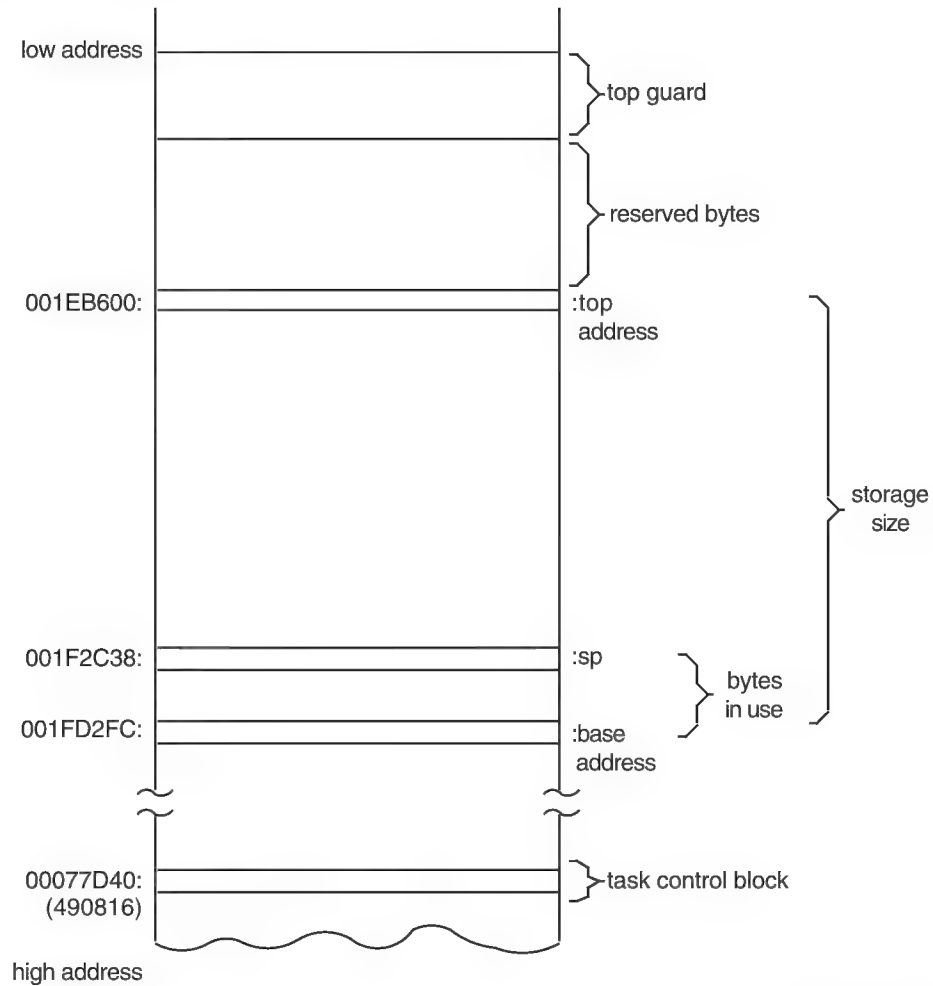 low address
top guard
reserved bytes
001EB600:
:top
address
storage
size
001F2C38:
:sp
bytes
in use
001FD2FC:
:base
address
00077D40:
(490816)
task control block
high address